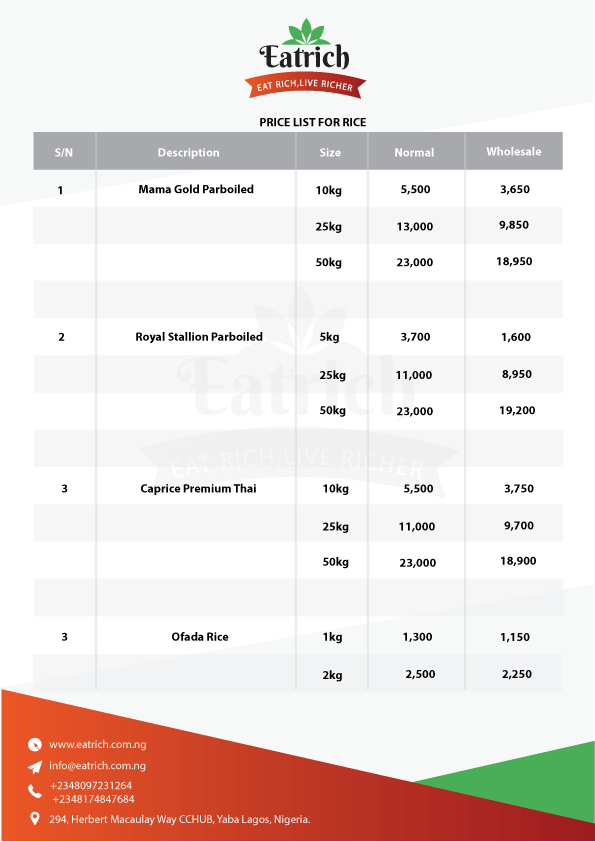 Eatrich
EAT RICH,LIVE RICHER
PRICE LIST FOR RICE
S/N Description Size Normal Wholesale
1 Mama Gold Parboiled 10kg 5,500 3,650
25kg 13,000 9,850
50kg 23,000 18,950
2 Royal Stallion Parboiled 5kg 3,700 1,600
25kg 11,000 8,950
Eatrich
50kg 23,000 19,200
EAT RICH,LIVE RICHER
3 Caprice Premium Thai 10kg 5,500 3,750
25kg 11,000 9,700
50kg 23,000 18,900
3 Ofada Rice 1kg 1,300 1,150
2kg 2,500 2,250
www.eatrich.com.ng
info@eatrich.com.ng
+2348097231264
+2348174847684
294, Herbert Macaulay Way CCHUB, Yaba Lagos, Nigeria.